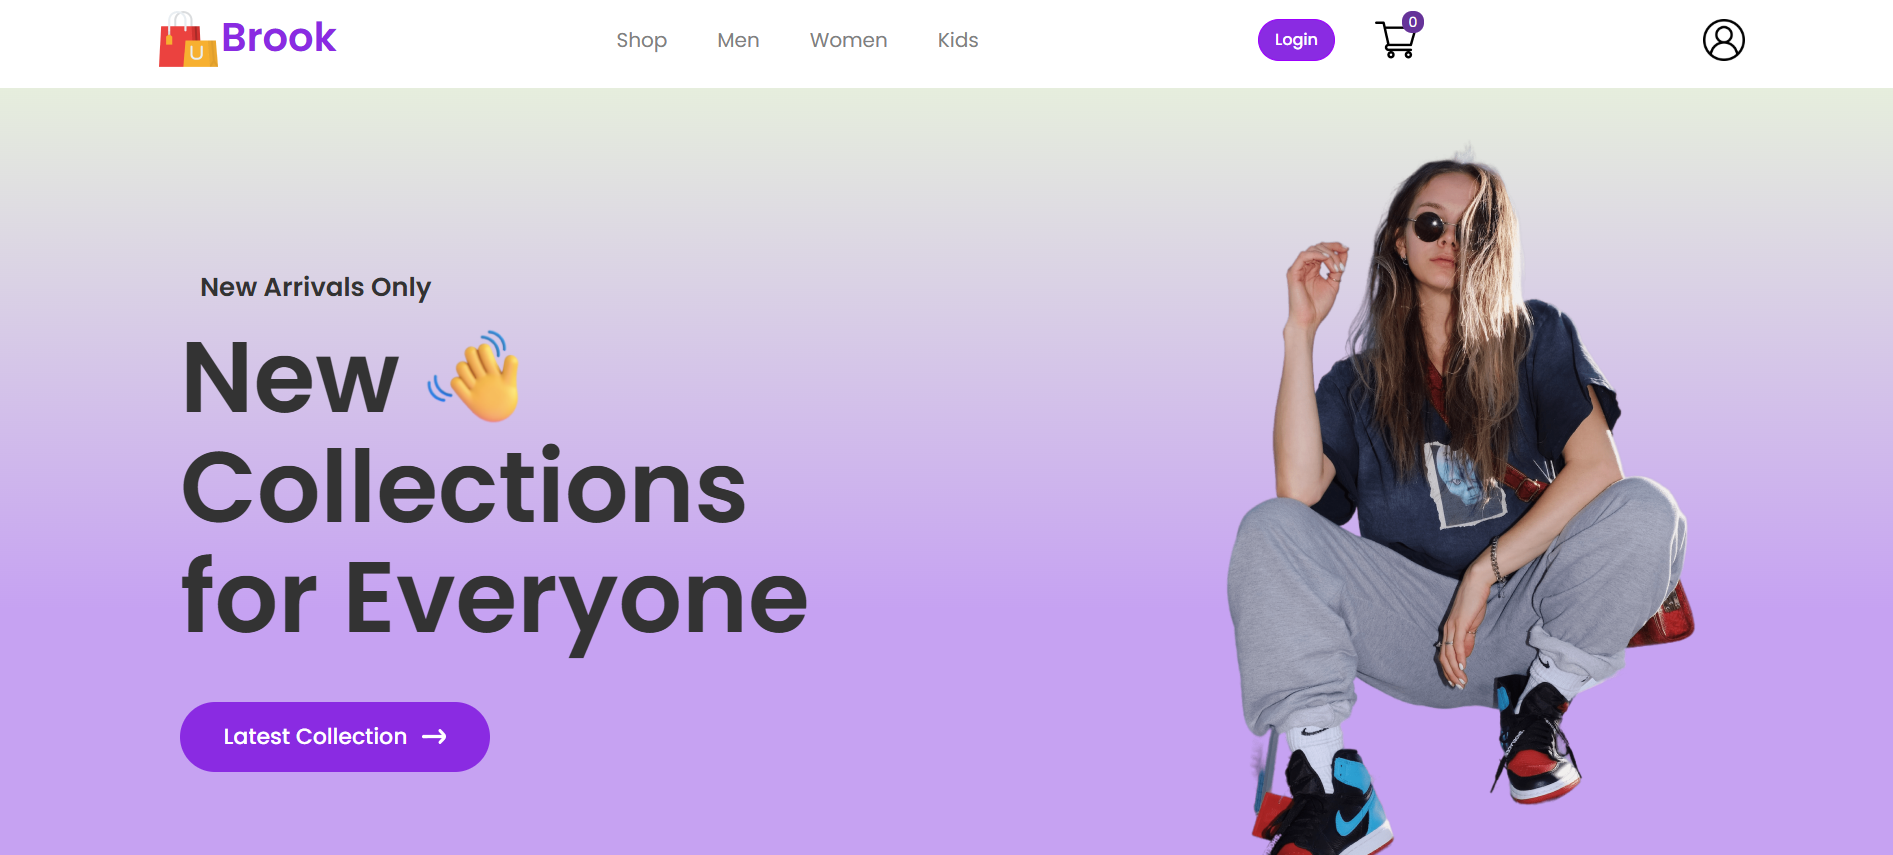 U
Brook
Shop
Men
Women
Kids
Login
0
New Arrivals Only
New
Collections
for Everyone
Latest Collection →